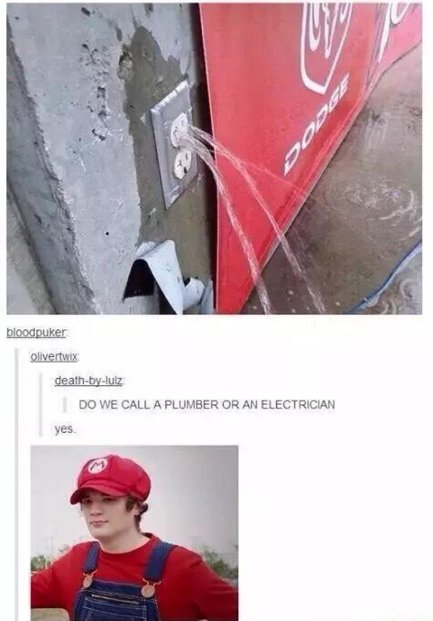 DODGE
bloodpuker:
olivertwix:
death-by-lulz:
DO WE CALL A PLUMBER OR AN ELECTRICIAN
yes.
M